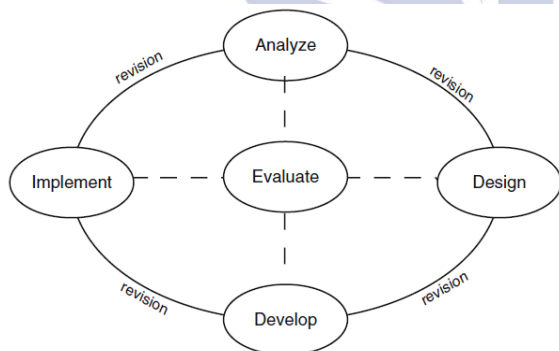 Analyze
revision
revision
Implement
Evaluate
Design
revision
revision
Develop